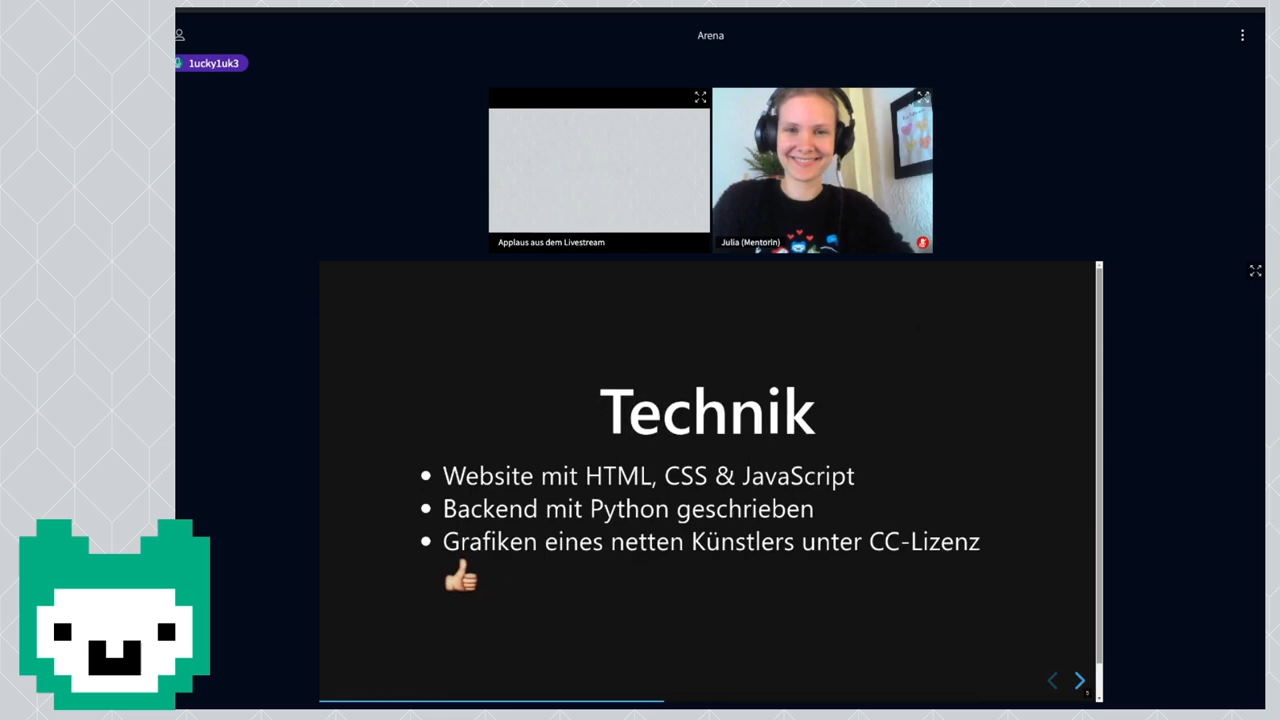 Arena
1ucky1uk3
Applaus aus dem Livestream
Julia (Mentorin)
Technik
Website mit HTML, CSS & JavaScript
Backend mit Python geschrieben
Grafiken eines netten Künstlers unter CC-Lizenz